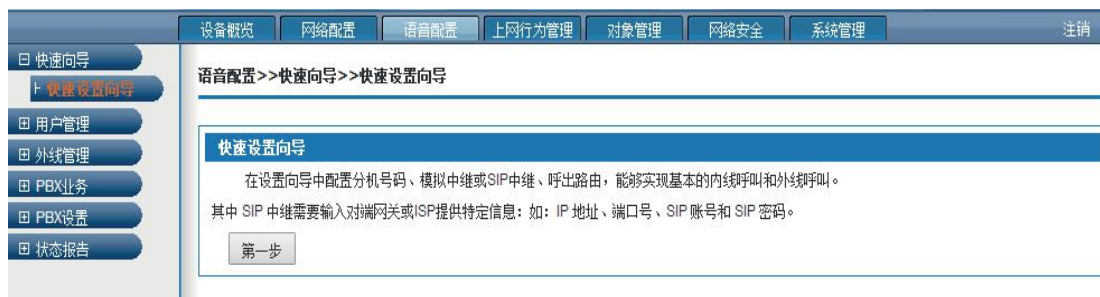 设备概览 网络配置 语音配置 上网行为管理 对象管理 网络安全 系统管理 注销
快速向导
快速设置向导
用户管理
外线管理
PBX业务
PBX设置
状态报告
语音配置>>快速向导>>快速设置向导
快速设置向导
在设置向导中配置分机号码、模拟中继或SIP中继、呼出路由，能够实现基本的内线呼叫和外线呼叫。
其中 SIP 中继需要输入对端网关或ISP提供特定信息：如：IP 地址、端口号、SIP 账号和 SIP 密码。
第一步